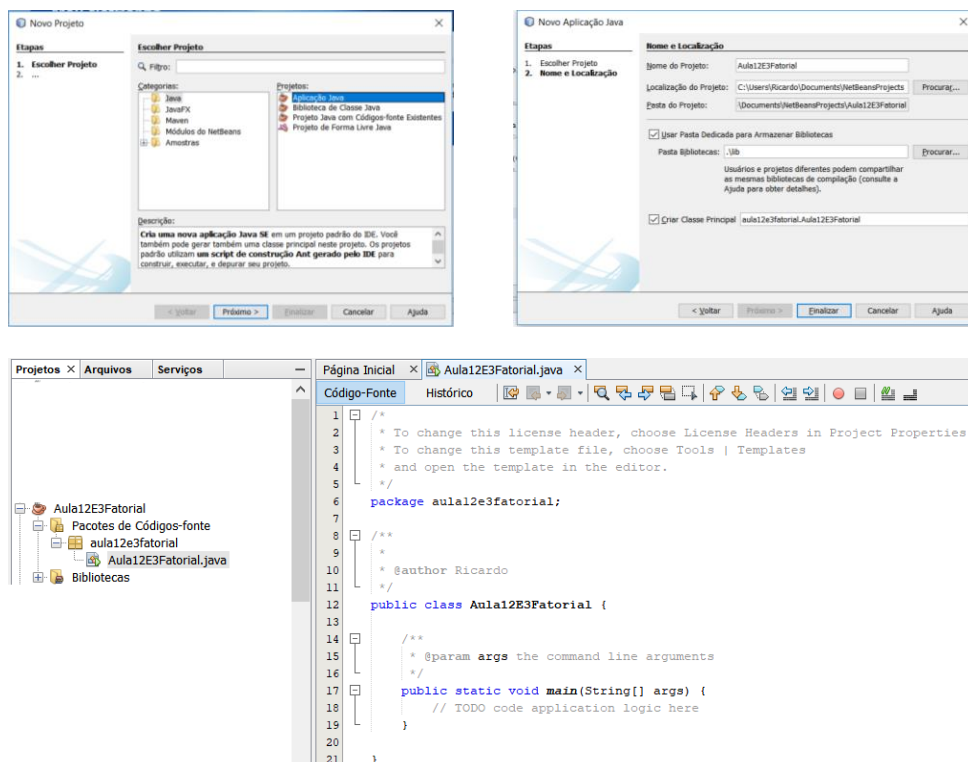 Novo Projeto
Etapas
1. Escolher Projeto
2. ...
Escolher Projeto
Filtro:
Categorias:
Java
JavaFX
Maven
Módulos do NetBeans
Amostras
Projetos:
Aplicação Java
Biblioteca de Classe Java
Projeto Java com Códigos-fonte Existentes
Projeto de Forma Livre Java
Descrição:
Cria uma nova aplicação Java SE em um projeto padrão do IDE. Você
também pode gerar também uma classe principal neste projeto. Os projetos
padrão utilizam um script de construção Ant gerado pelo IDE para
construir, executar, e depurar seu projeto.
< Voltar Próximo > Finalizar Cancelar Ajuda
Novo Aplicação Java
Etapas
1. Escolher Projeto
2. Nome e Localização
Nome e Localização
Nome do Projeto: Aula12E3Fatorial
Localização do Projeto: C:\Users\Ricardo\Documents\NetBeansProjects Procurar...
Pasta do Projeto: \Documents\NetBeansProjects\Aula12E3Fatorial
Usar Pasta Dedicada para Armazenar Bibliotecas
Pasta Bibliotecas: .\lib Procurar...
Usuários e projetos diferentes podem compartilhar
as mesmas bibliotecas de compilação (consulte a
Ajuda para obter detalhes).
Criar Classe Principal aula12e3fatorial.Aula12E3Fatorial
< Voltar Próximo > Finalizar Cancelar Ajuda
Projetos Arquivos Serviços
Aula12E3Fatorial
Pacotes de Códigos-fonte
aula12e3fatorial
Aula12E3Fatorial.java
Bibliotecas
Página Inicial Aula12E3Fatorial.java
Código-Fonte Histórico
1 /*
2 * To change this license header, choose License Headers in Project Properties
3 * To change this template file, choose Tools | Templates
4 * and open the template in the editor.
5 */
6 package aula12e3fatorial;
7
8 /**
9 *
10 * @author Ricardo
11 */
12 public class Aula12E3Fatorial {
13
14 /**
15 * @param args the command line arguments
16 */
17 public static void main(String[] args) {
18 // TODO code application logic here
19 }
20
21 }